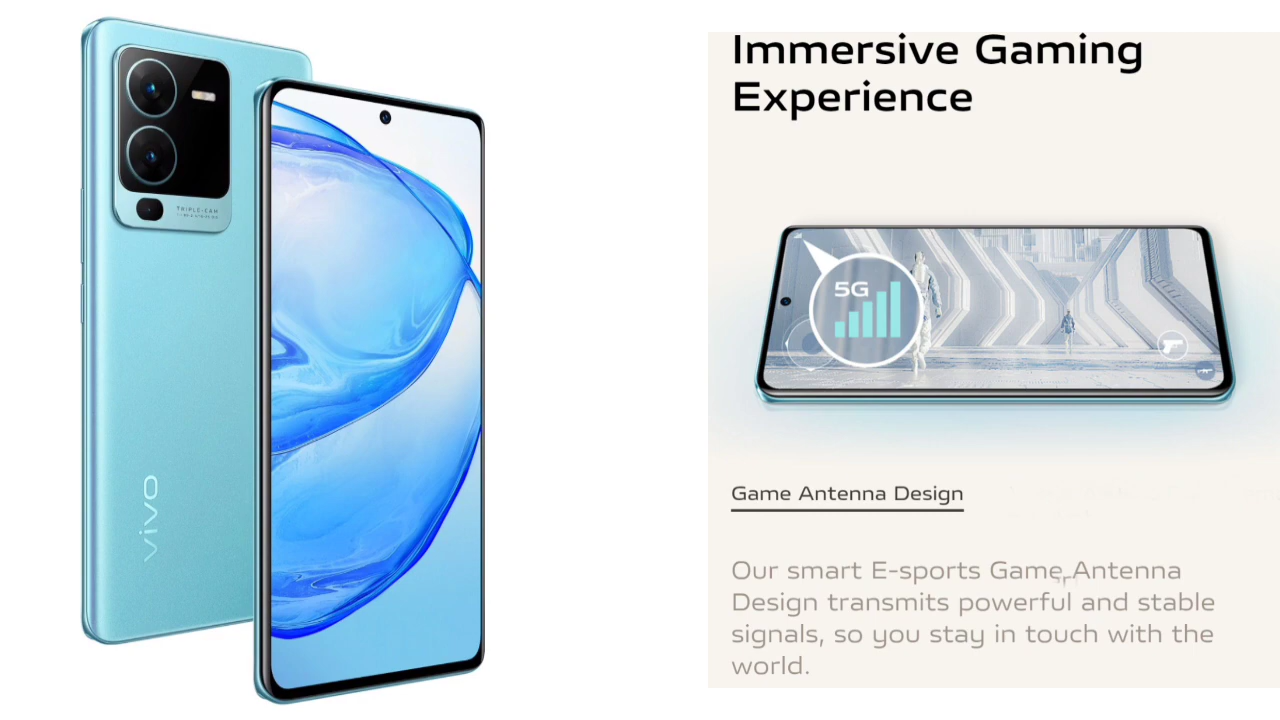 TRIPLE-CAM
vivo
Immersive Gaming
Experience
5G
Game Antenna Design
Our smart E-sports Game Antenna
Design transmits powerful and stable
signals, so you stay in touch with the
world.